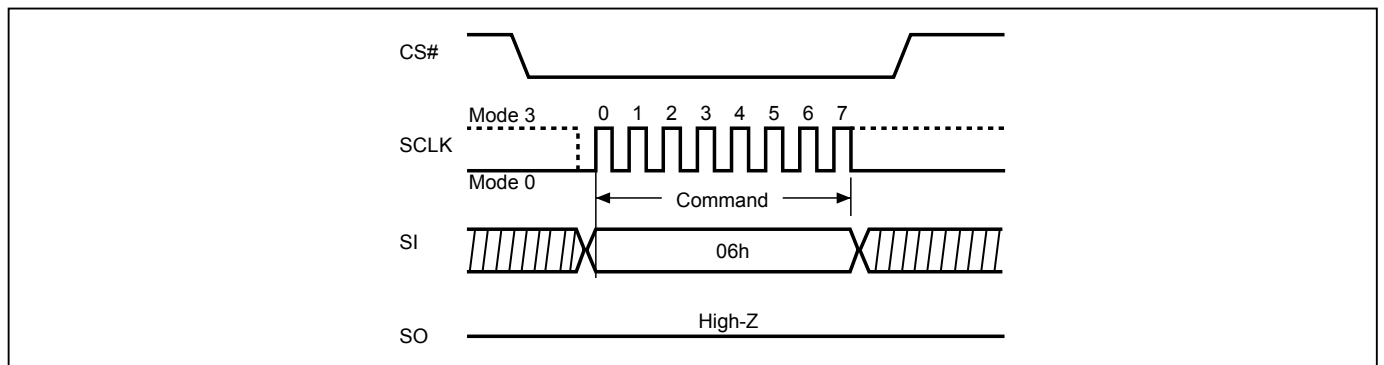 CS#
Mode 3 0 1 2 3 4 5 6 7
SCLK
Mode 0
Command
SI 06h
High-Z
SO